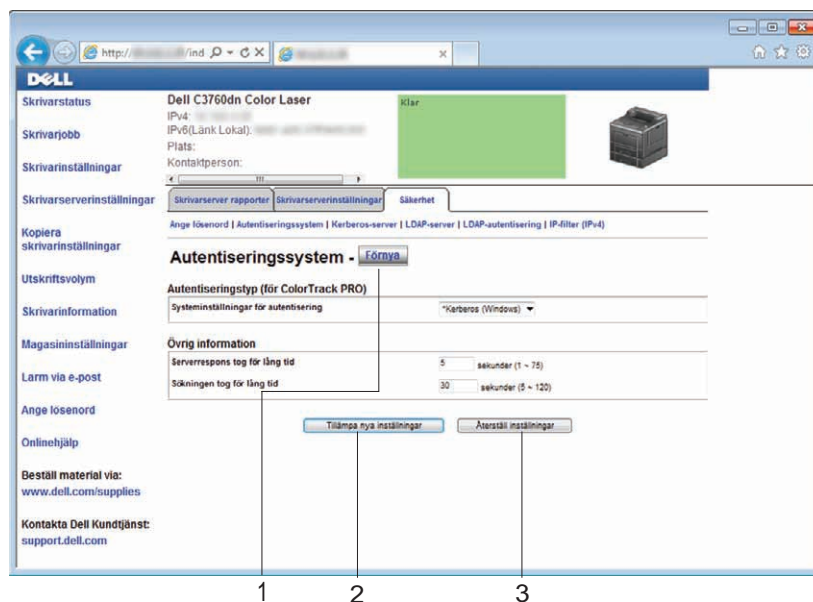 http:// /ind
DELL
Skrivarstatus
Skrivarjobb
Skrivarinställningar
Skrivarserverinställningar
Kopiera
skrivarinställningar
Utskriftsvolym
Skrivarinformation
Magasininställningar
Larm via e-post
Ange lösenord
Onlinehjälp
Beställ material via:
www.dell.com/supplies
Kontakta Dell Kundtjänst:
support.dell.com
Dell C3760dn Color Laser
IPv4:
IPv6(Länk Lokal):
Plats:
Kontaktperson:
Klar
Skrivarserver rapporter Skrivarserverinställningar Säkerhet
Ange lösenord | Autentiseringssystem | Kerberos-server | LDAP-server | LDAP-autentisering | IP-filter (IPv4)
Autentiseringssystem - Förnya
Autentiseringstyp (för ColorTrack PRO)
Systeminställningar för autentisering *Kerberos (Windows)
Övrig information
Serverrespons tog för lång tid 5 sekunder (1 ~ 75)
Sökningen tog för lång tid 30 sekunder (5 ~ 120)
Tillämpa nya inställningar Återställ inställningar
1 2 3